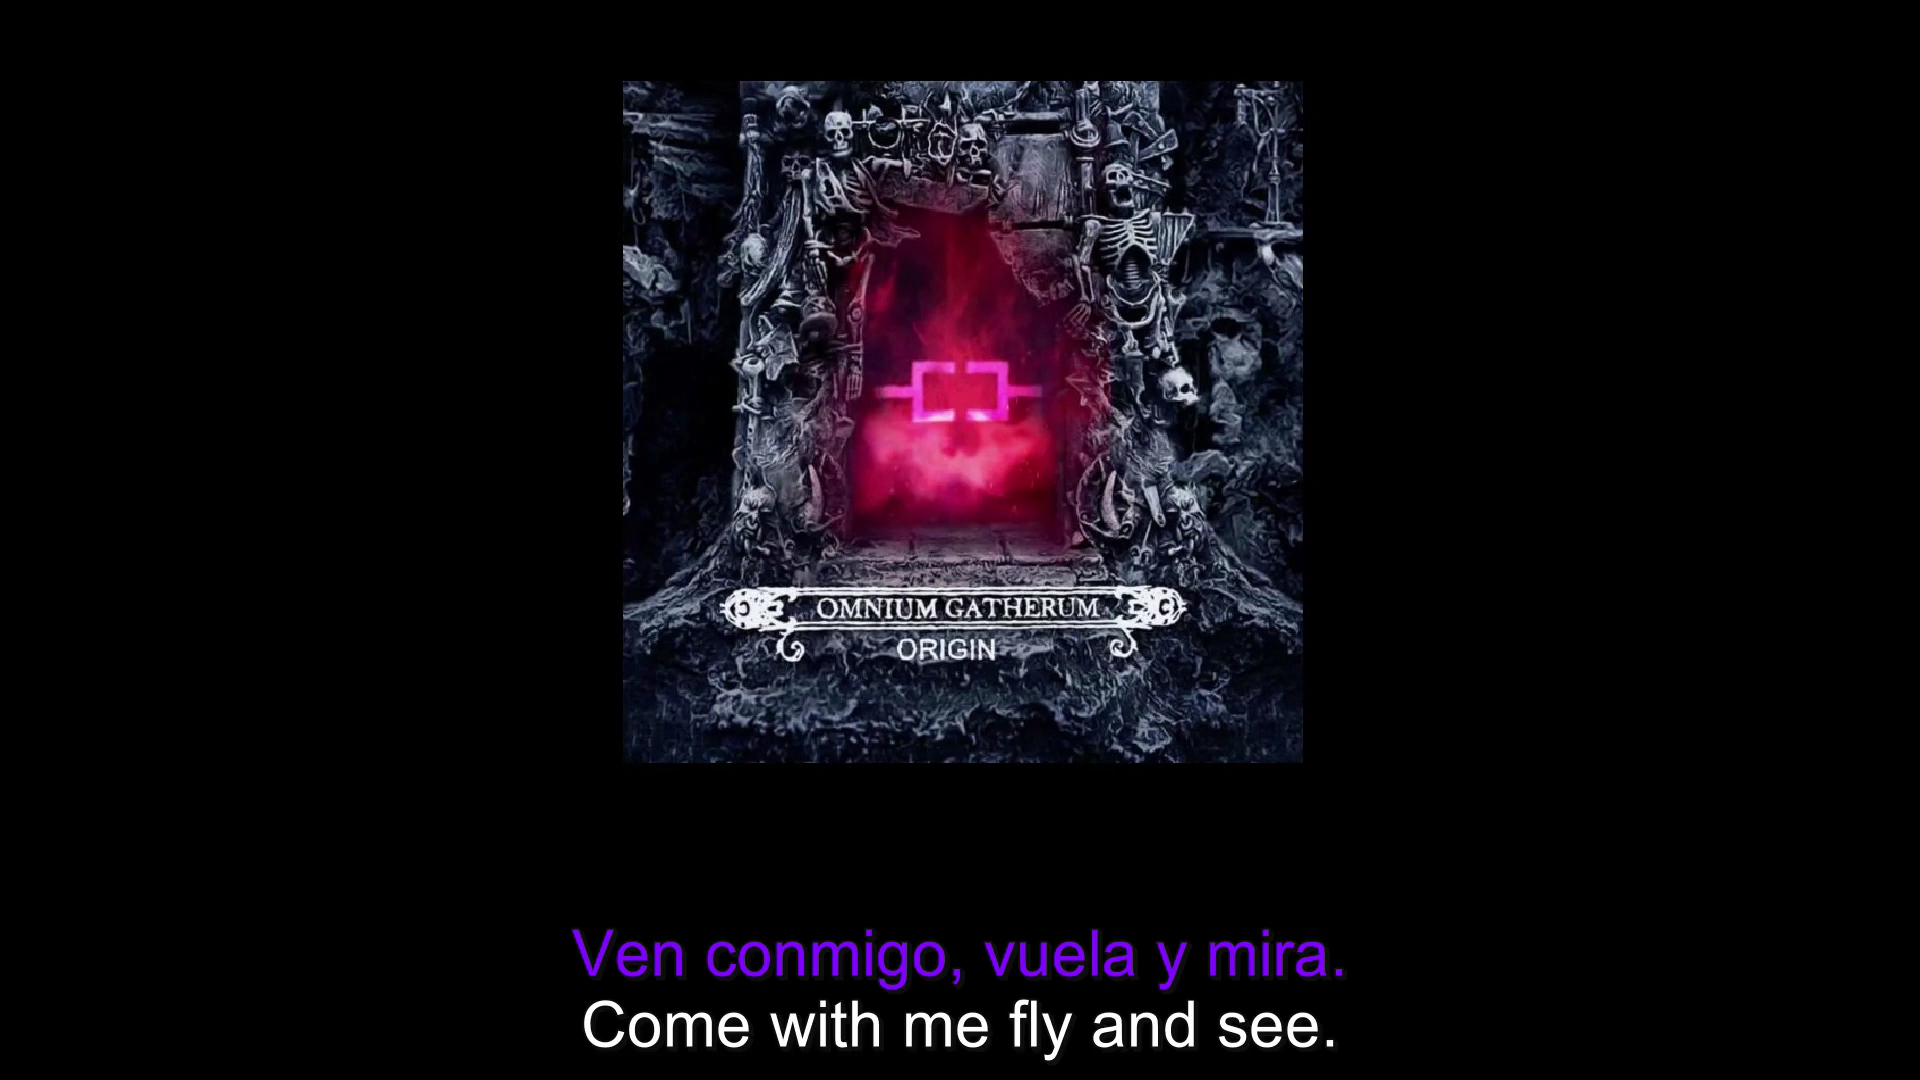 OMNIUM GATHERUM
ORIGIN
Ven conmigo, vuela y mira.
Come with me fly and see.